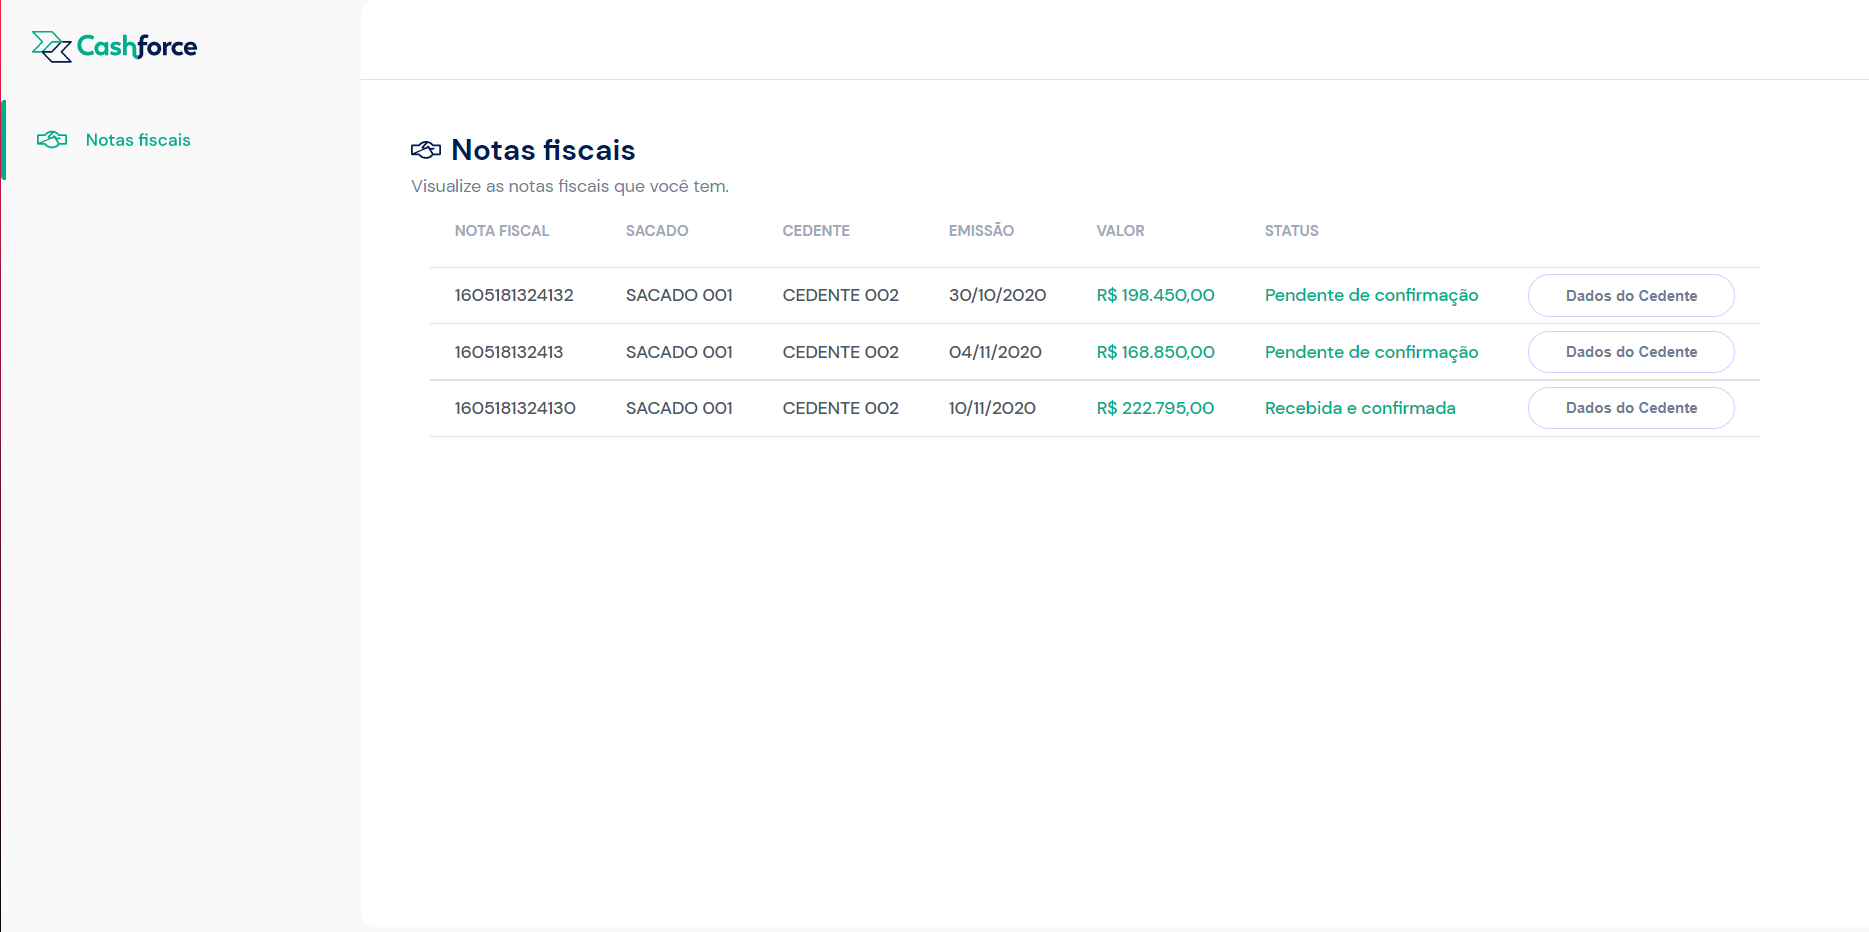 Cashforce
Notas fiscais
Notas fiscais
Visualize as notas fiscais que você tem.
NOTA FISCAL SACADO CEDENTE EMISSÃO VALOR STATUS
1605181324132 SACADO 001 CEDENTE 002 30/10/2020 R$ 198.450,00 Pendente de confirmação Dados do Cedente
160518132413 SACADO 001 CEDENTE 002 04/11/2020 R$ 168.850,00 Pendente de confirmação Dados do Cedente
1605181324130 SACADO 001 CEDENTE 002 10/11/2020 R$ 222.795,00 Recebida e confirmada Dados do Cedente